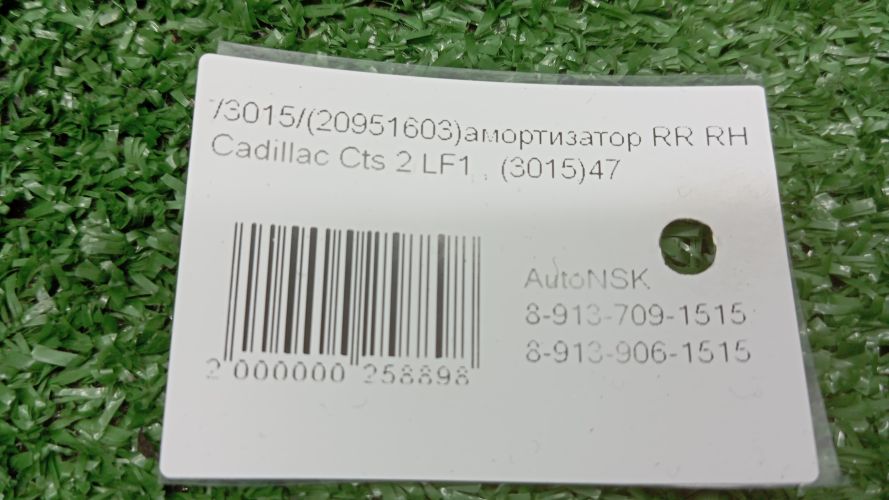 /3015/(20951603)амортизатор RR RH
Cadillac Cts 2 LF1 , (3015)47
AutoNSK
8-913-709-1515
8-913-906-1515
2 000000 258898